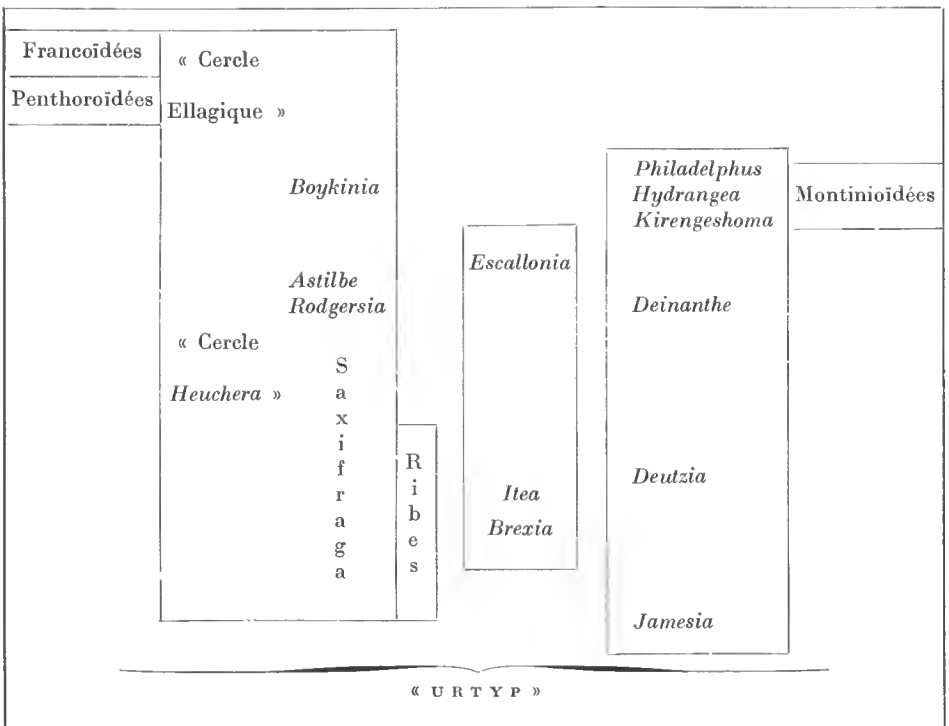 Francoïdées
Penthoroïdées
« Cercle
Ellagique »
Boykinia
Astilbe
Rodgersia
« Cercle
Heuchera »
Saxifraga
Ribes
Escallonia
Itea
Brexia
Philadelphus
Hydrangea
Kirengeshoma
Deinanthe
Deutzia
Jamesia
Montinioïdées
« URTYP »